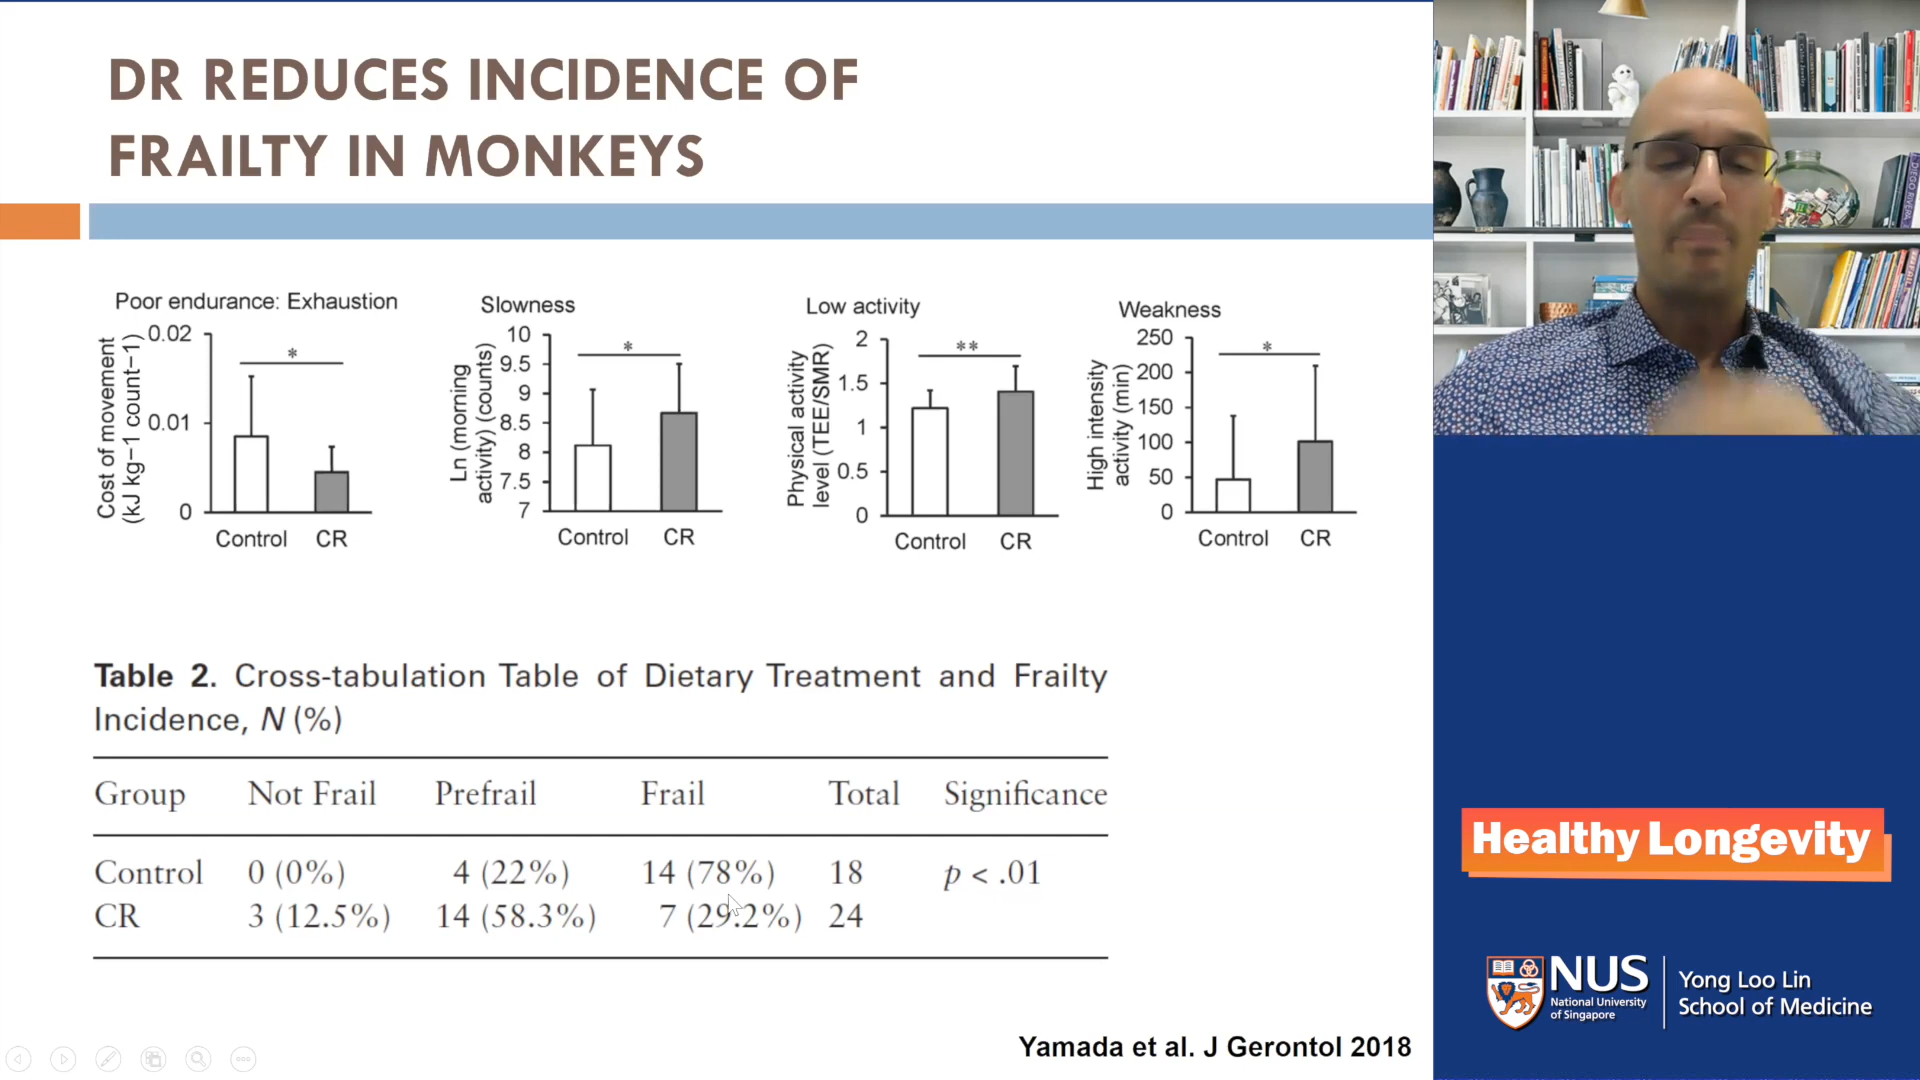 DR REDUCES INCIDENCE OF
FRAILTY IN MONKEYS
Poor endurance: Exhaustion
Cost of movement
(kJ kg−1 count−1)
0.02
0.01
0
*
Control CR
Slowness
Ln (morning
activity) (counts)
10
9.5
9
8.5
8
7.5
7
*
Control CR
Low activity
Physical activity
level (TEE/SMR)
2
1.5
1
0.5
0
**
Control CR
Weakness
High intensity
activity (min)
250
200
150
100
50
0
*
Control CR
Table 2. Cross-tabulation Table of Dietary Treatment and Frailty
Incidence, N (%)
Group Not Frail Prefrail Frail Total Significance
Control 0 (0%) 4 (22%) 14 (78%) 18 p < .01
CR 3 (12.5%) 14 (58.3%) 7 (29.2%) 24
Yamada et al. J Gerontol 2018
DIEGO RIVERA
Healthy Longevity
NUS
National University
of Singapore
Yong Loo Lin
School of Medicine